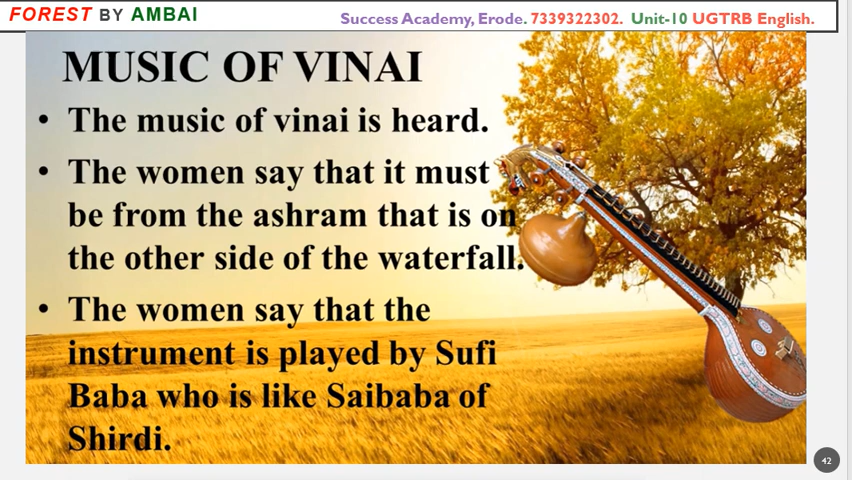 FOREST BY AMBAI
Success Academy, Erode. 7339322302. Unit-10 UGTRB English.
MUSIC OF VINAI
• The music of vinai is heard.
• The women say that it must
be from the ashram that is on
the other side of the waterfall.
• The women say that the
instrument is played by Sufi
Baba who is like Saibaba of
Shirdi.
42